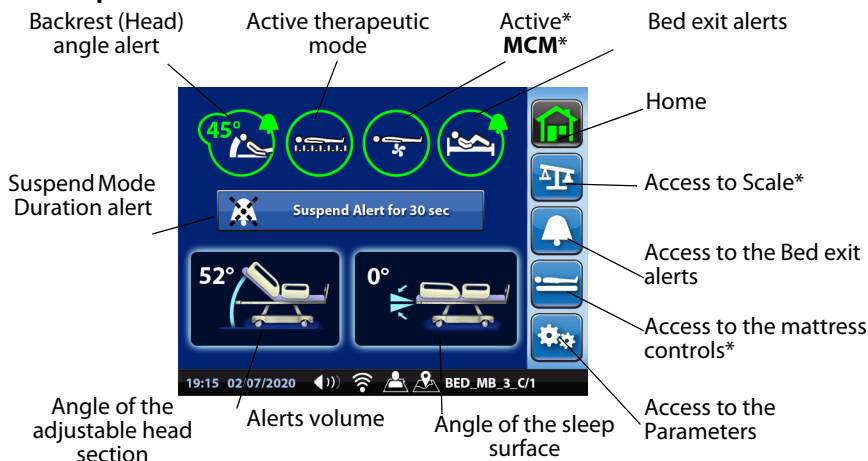 Backrest (Head)
angle alert
Active therapeutic
mode
Active*
MCM*
Bed exit alerts
45°
Home
Suspend Mode
Duration alert
Suspend Alert for 30 sec
Access to Scale*
Access to the Bed exit
alerts
52°
0°
Access to the mattress
controls*
19:15 02/07/2020 BED_MB_3_C/1
Angle of the
adjustable head
section
Alerts volume
Angle of the sleep
surface
Access to the
Parameters